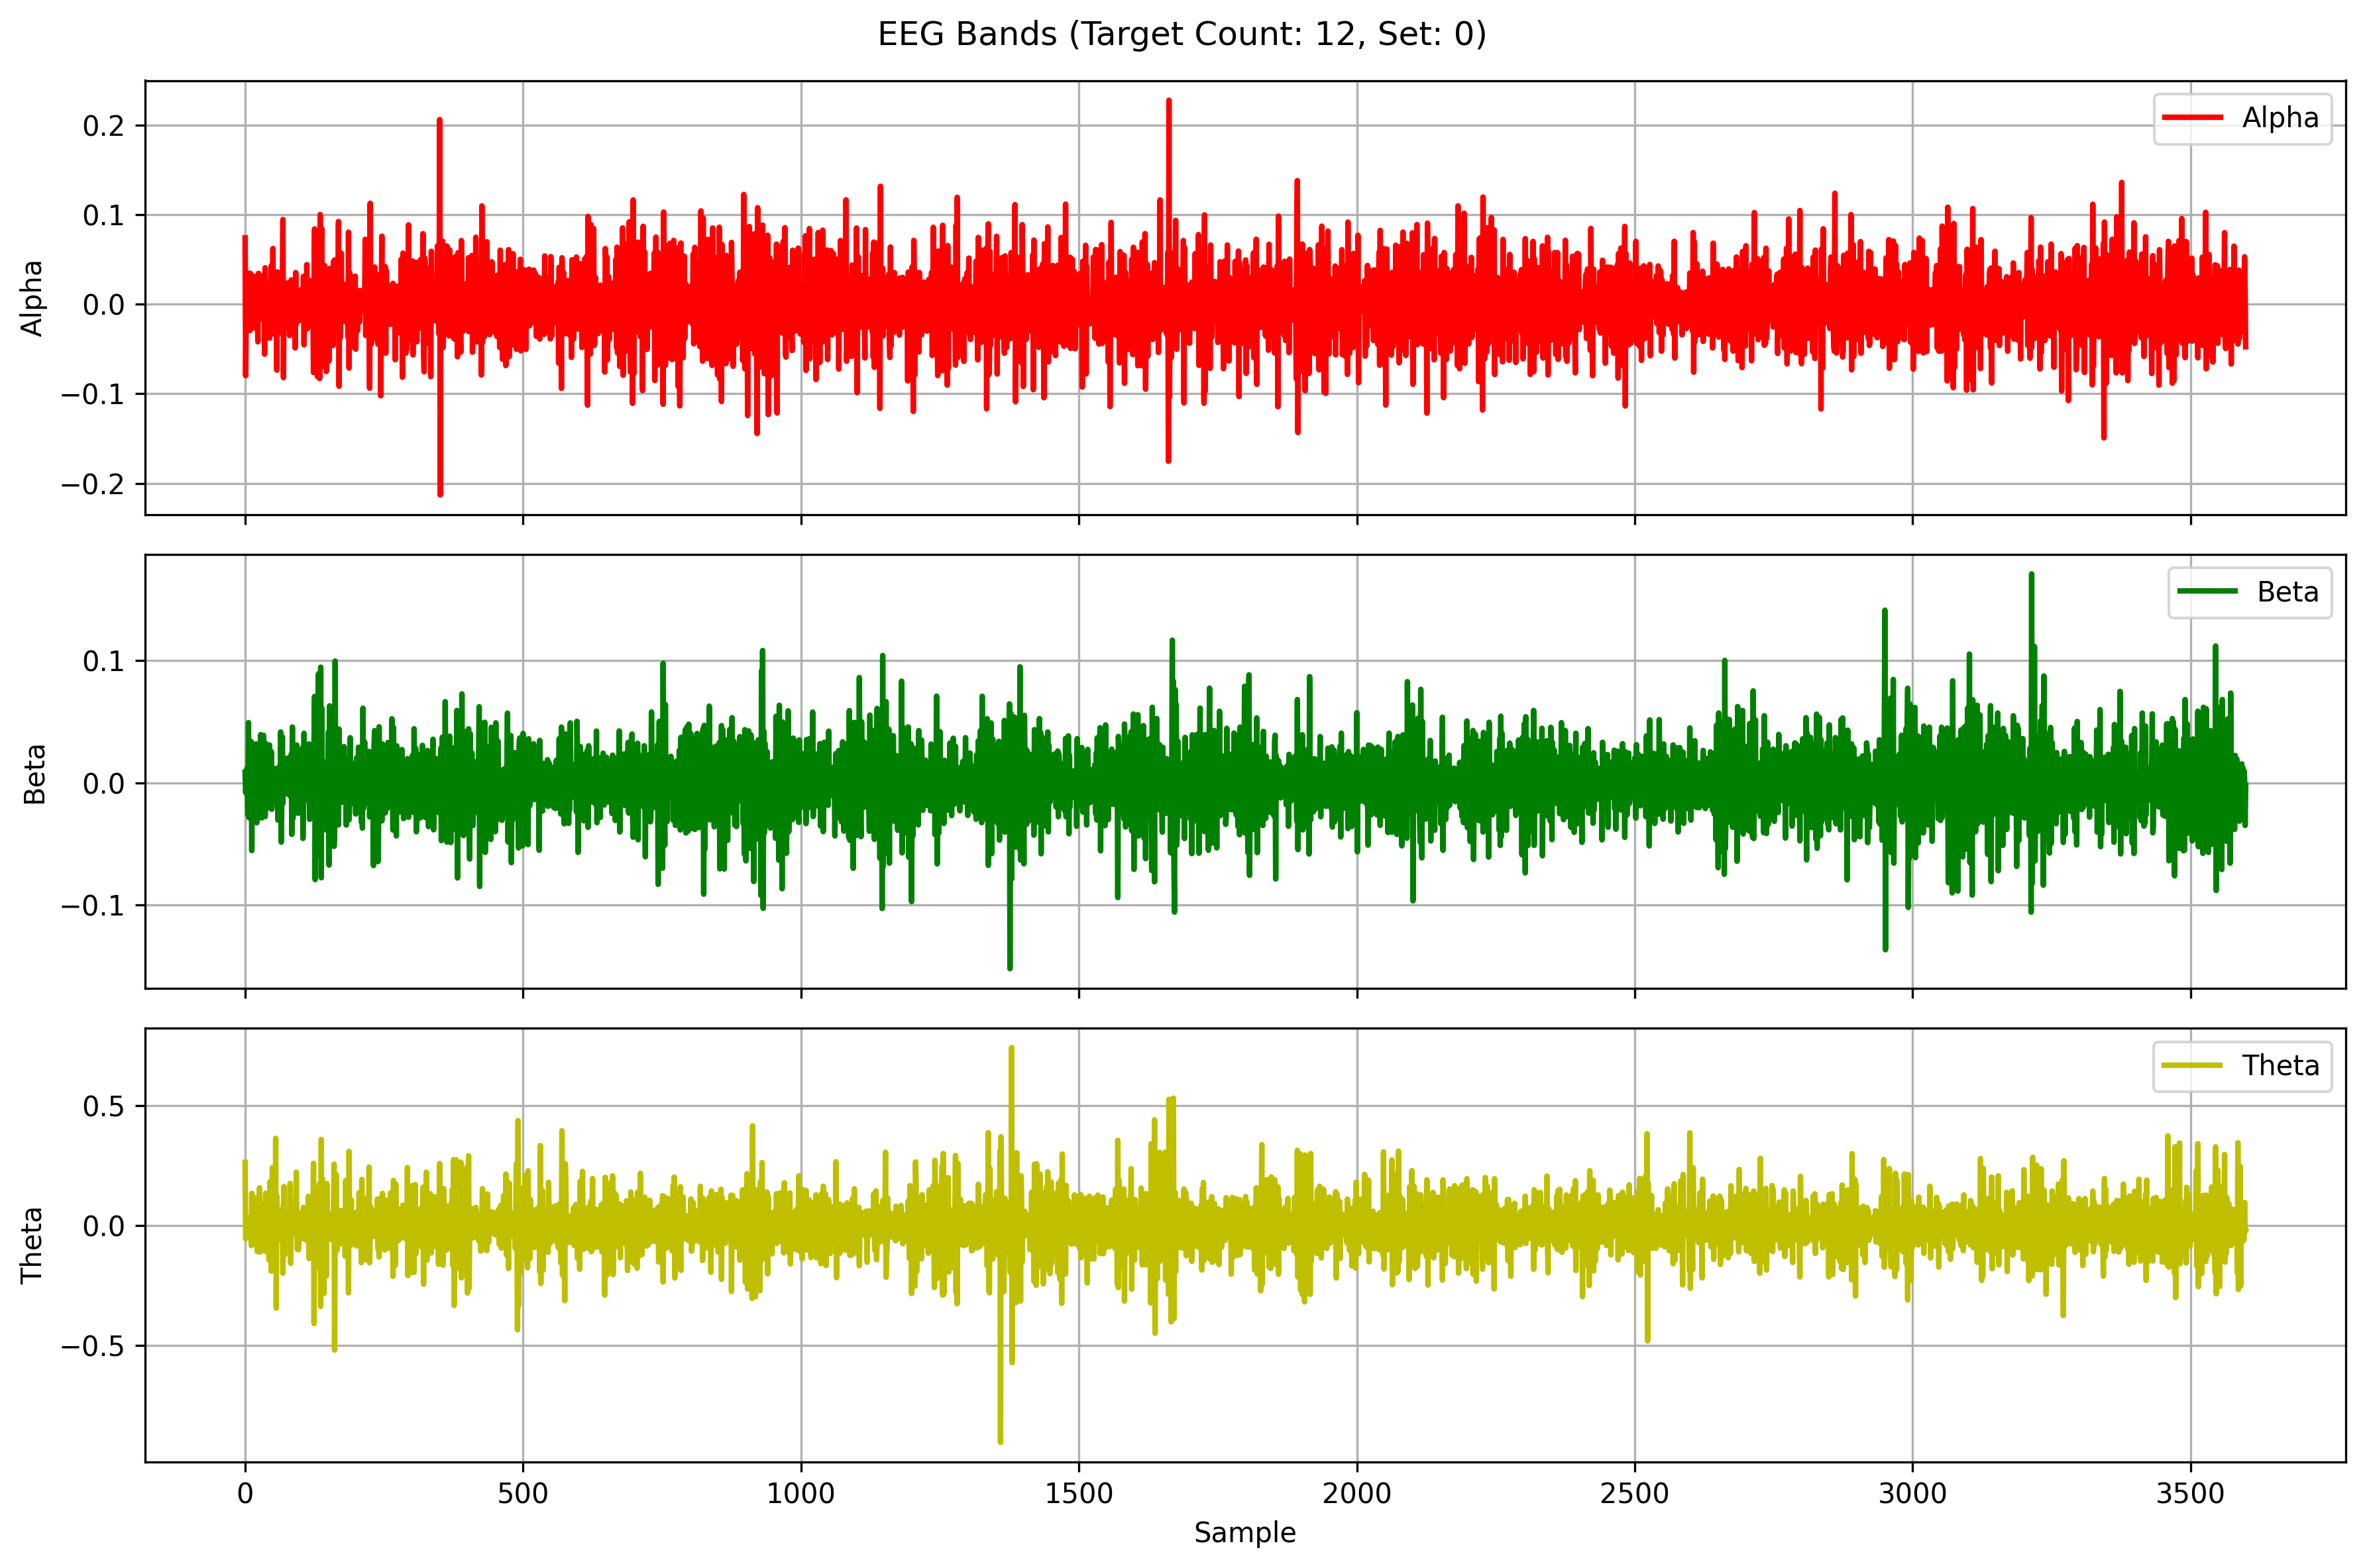 EEG Bands (Target Count: 12, Set: 0)
Alpha
0.2
0.1
0.0
−0.1
−0.2
Alpha
Beta
0.1
0.0
−0.1
Beta
Theta
0.5
0.0
−0.5
Theta
0 500 1000 1500 2000 2500 3000 3500
Sample